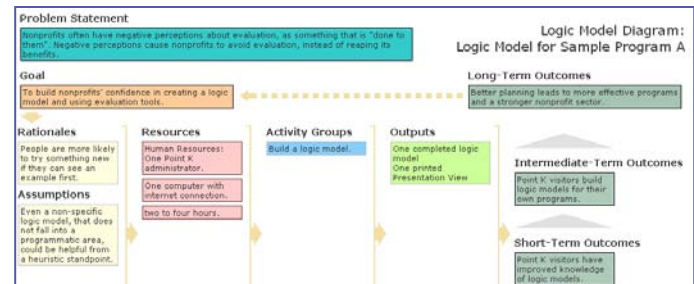 Problem Statement
Nonprofits often have negative perceptions about evaluation, as something that is "done to
them". Negative perceptions cause nonprofits to avoid evaluation, instead of reaping its
benefits.
Logic Model Diagram:
Logic Model for Sample Program A
Goal
To build nonprofits' confidence in creating a logic
model and using evaluation tools.
Long-Term Outcomes
Better planning leads to more effective programs
and a stronger nonprofit sector.
Rationales
People are more likely
to try something new
if they can see an
example first.
Assumptions
Even a non-specific
logic model, that does
not fall into a
programmatic area,
could be helpful from
a heuristic standpoint.
Resources
Human Resources:
One Point K
administrator.
One computer with
internet connection.
two to four hours.
Activity Groups
Build a logic model.
Outputs
One completed logic
model
One printed
Presentation View
Intermediate-Term Outcomes
Point K visitors build
logic models for their
own programs.
Short-Term Outcomes
Point K visitors have
improved knowledge
of logic models.